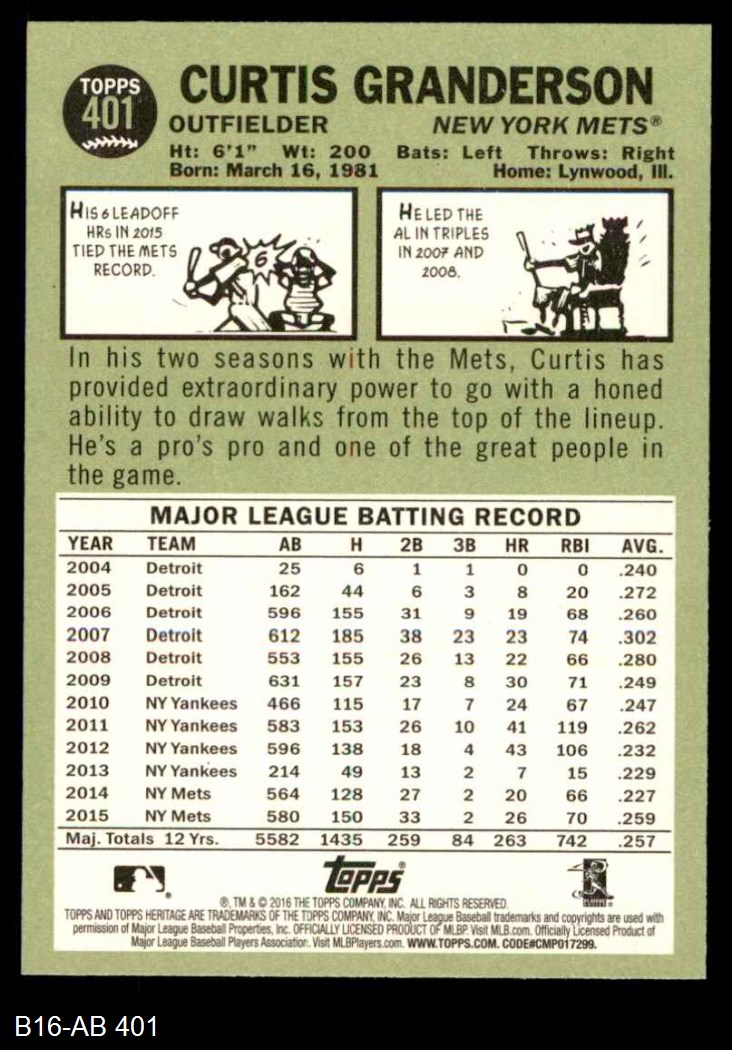 TOPPS
401
CURTIS GRANDERSON
OUTFIELDER NEW YORK METS®
Ht: 6'1" Wt: 200 Bats: Left Throws: Right
Born: March 16, 1981 Home: Lynwood, Ill.
HIS 6 LEADOFF
HRs IN 2015
TIED THE METS
RECORD.
6
HE LED THE
AL IN TRIPLES
IN 2007 AND
2008.
In his two seasons with the Mets, Curtis has
provided extraordinary power to go with a honed
ability to draw walks from the top of the lineup.
He's a pro's pro and one of the great people in
the game.
MAJOR LEAGUE BATTING RECORD
YEAR TEAM AB H 2B 3B HR RBI AVG.
2004 Detroit 25 6 1 1 0 0 .240
2005 Detroit 162 44 6 3 8 20 .272
2006 Detroit 596 155 31 9 19 68 .260
2007 Detroit 612 185 38 23 23 74 .302
2008 Detroit 553 155 26 13 22 66 .280
2009 Detroit 631 157 23 8 30 71 .249
2010 NY Yankees 466 115 17 7 24 67 .247
2011 NY Yankees 583 153 26 10 41 119 .262
2012 NY Yankees 596 138 18 4 43 106 .232
2013 NY Yankees 214 49 13 2 7 15 .229
2014 NY Mets 564 128 27 2 20 66 .227
2015 NY Mets 580 150 33 2 26 70 .259
Maj. Totals 12 Yrs. 5582 1435 259 84 263 742 .257
Topps®
®, TM & © 2016 THE TOPPS COMPANY, INC. ALL RIGHTS RESERVED.
TOPPS AND TOPPS HERITAGE ARE TRADEMARKS OF THE TOPPS COMPANY, INC. Major League Baseball trademarks and copyrights are used with
permission of Major League Baseball Properties, Inc. OFFICIALLY LICENSED PRODUCT OF MLBP. Visit MLB.com. Officially Licensed Product of
Major League Baseball Players Association. Visit MLBPlayers.com. WWW.TOPPS.COM. CODE#CMP017299.
B16-AB 401